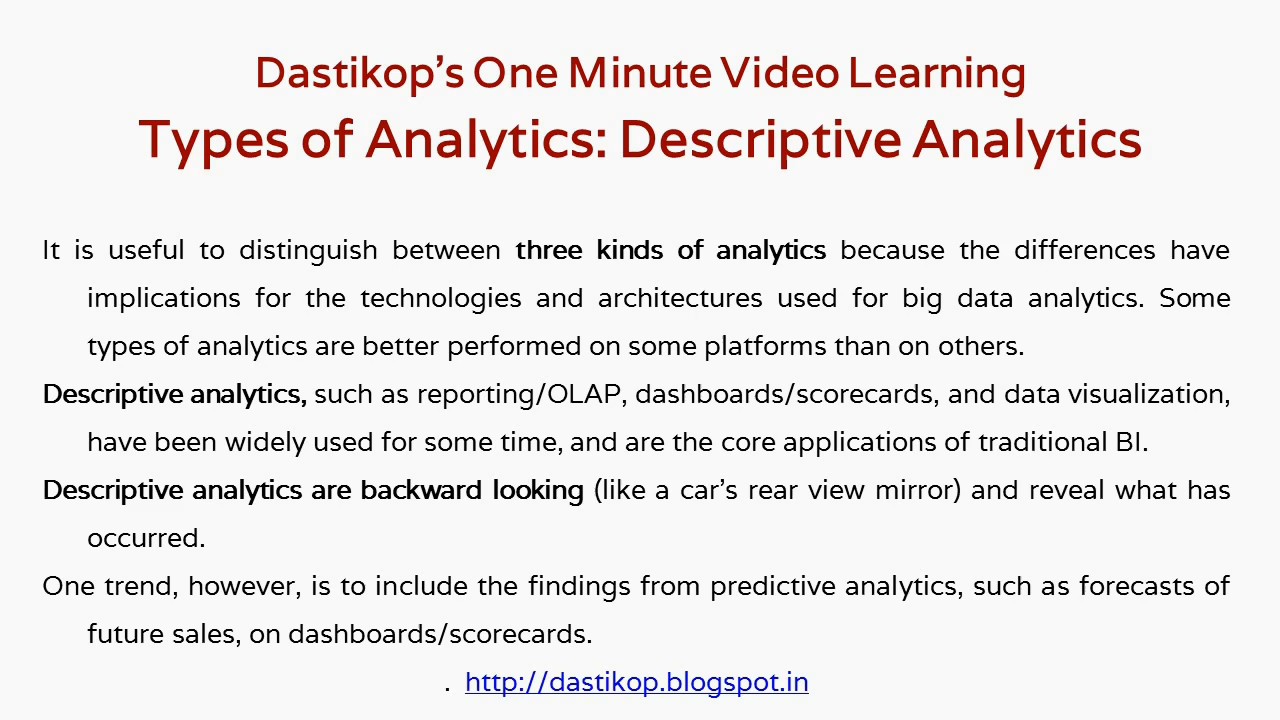 Dastikop's One Minute Video Learning
Types of Analytics: Descriptive Analytics
It is useful to distinguish between three kinds of analytics because the differences have
implications for the technologies and architectures used for big data analytics. Some
types of analytics are better performed on some platforms than on others.
Descriptive analytics, such as reporting/OLAP, dashboards/scorecards, and data visualization,
have been widely used for some time, and are the core applications of traditional BI.
Descriptive analytics are backward looking (like a car's rear view mirror) and reveal what has
occurred.
One trend, however, is to include the findings from predictive analytics, such as forecasts of
future sales, on dashboards/scorecards.
. http://dastikop.blogspot.in